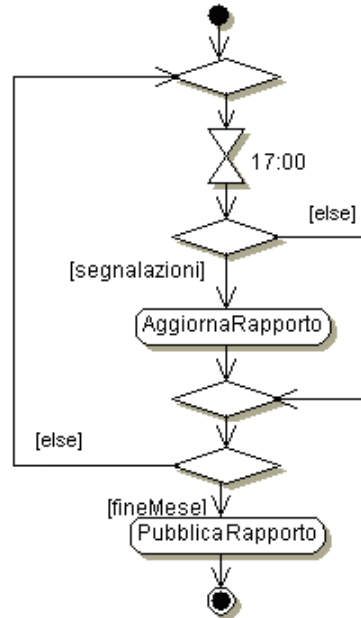 17:00
[else]
[segnalazioni]
AggiornaRapporto
[else]
[fineMese]
PubblicaRapporto